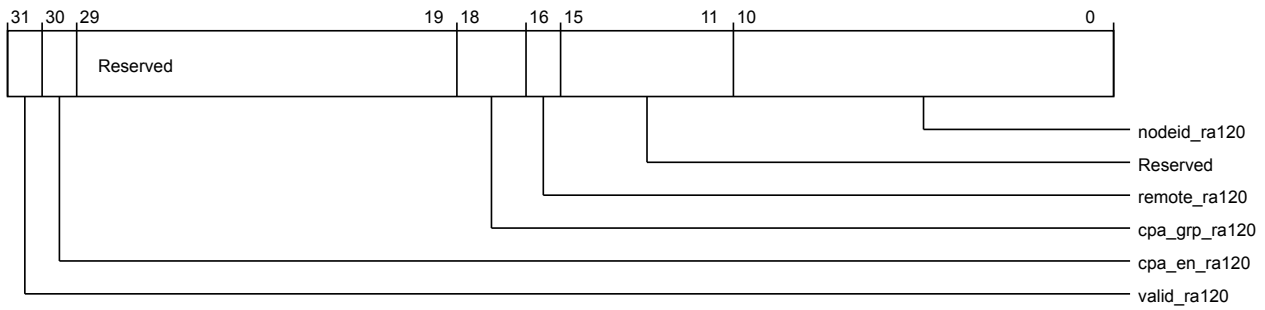 31 30 29 19 18 16 15 11 10 0
Reserved
nodeid_ra120
Reserved
remote_ra120
cpa_grp_ra120
cpa_en_ra120
valid_ra120